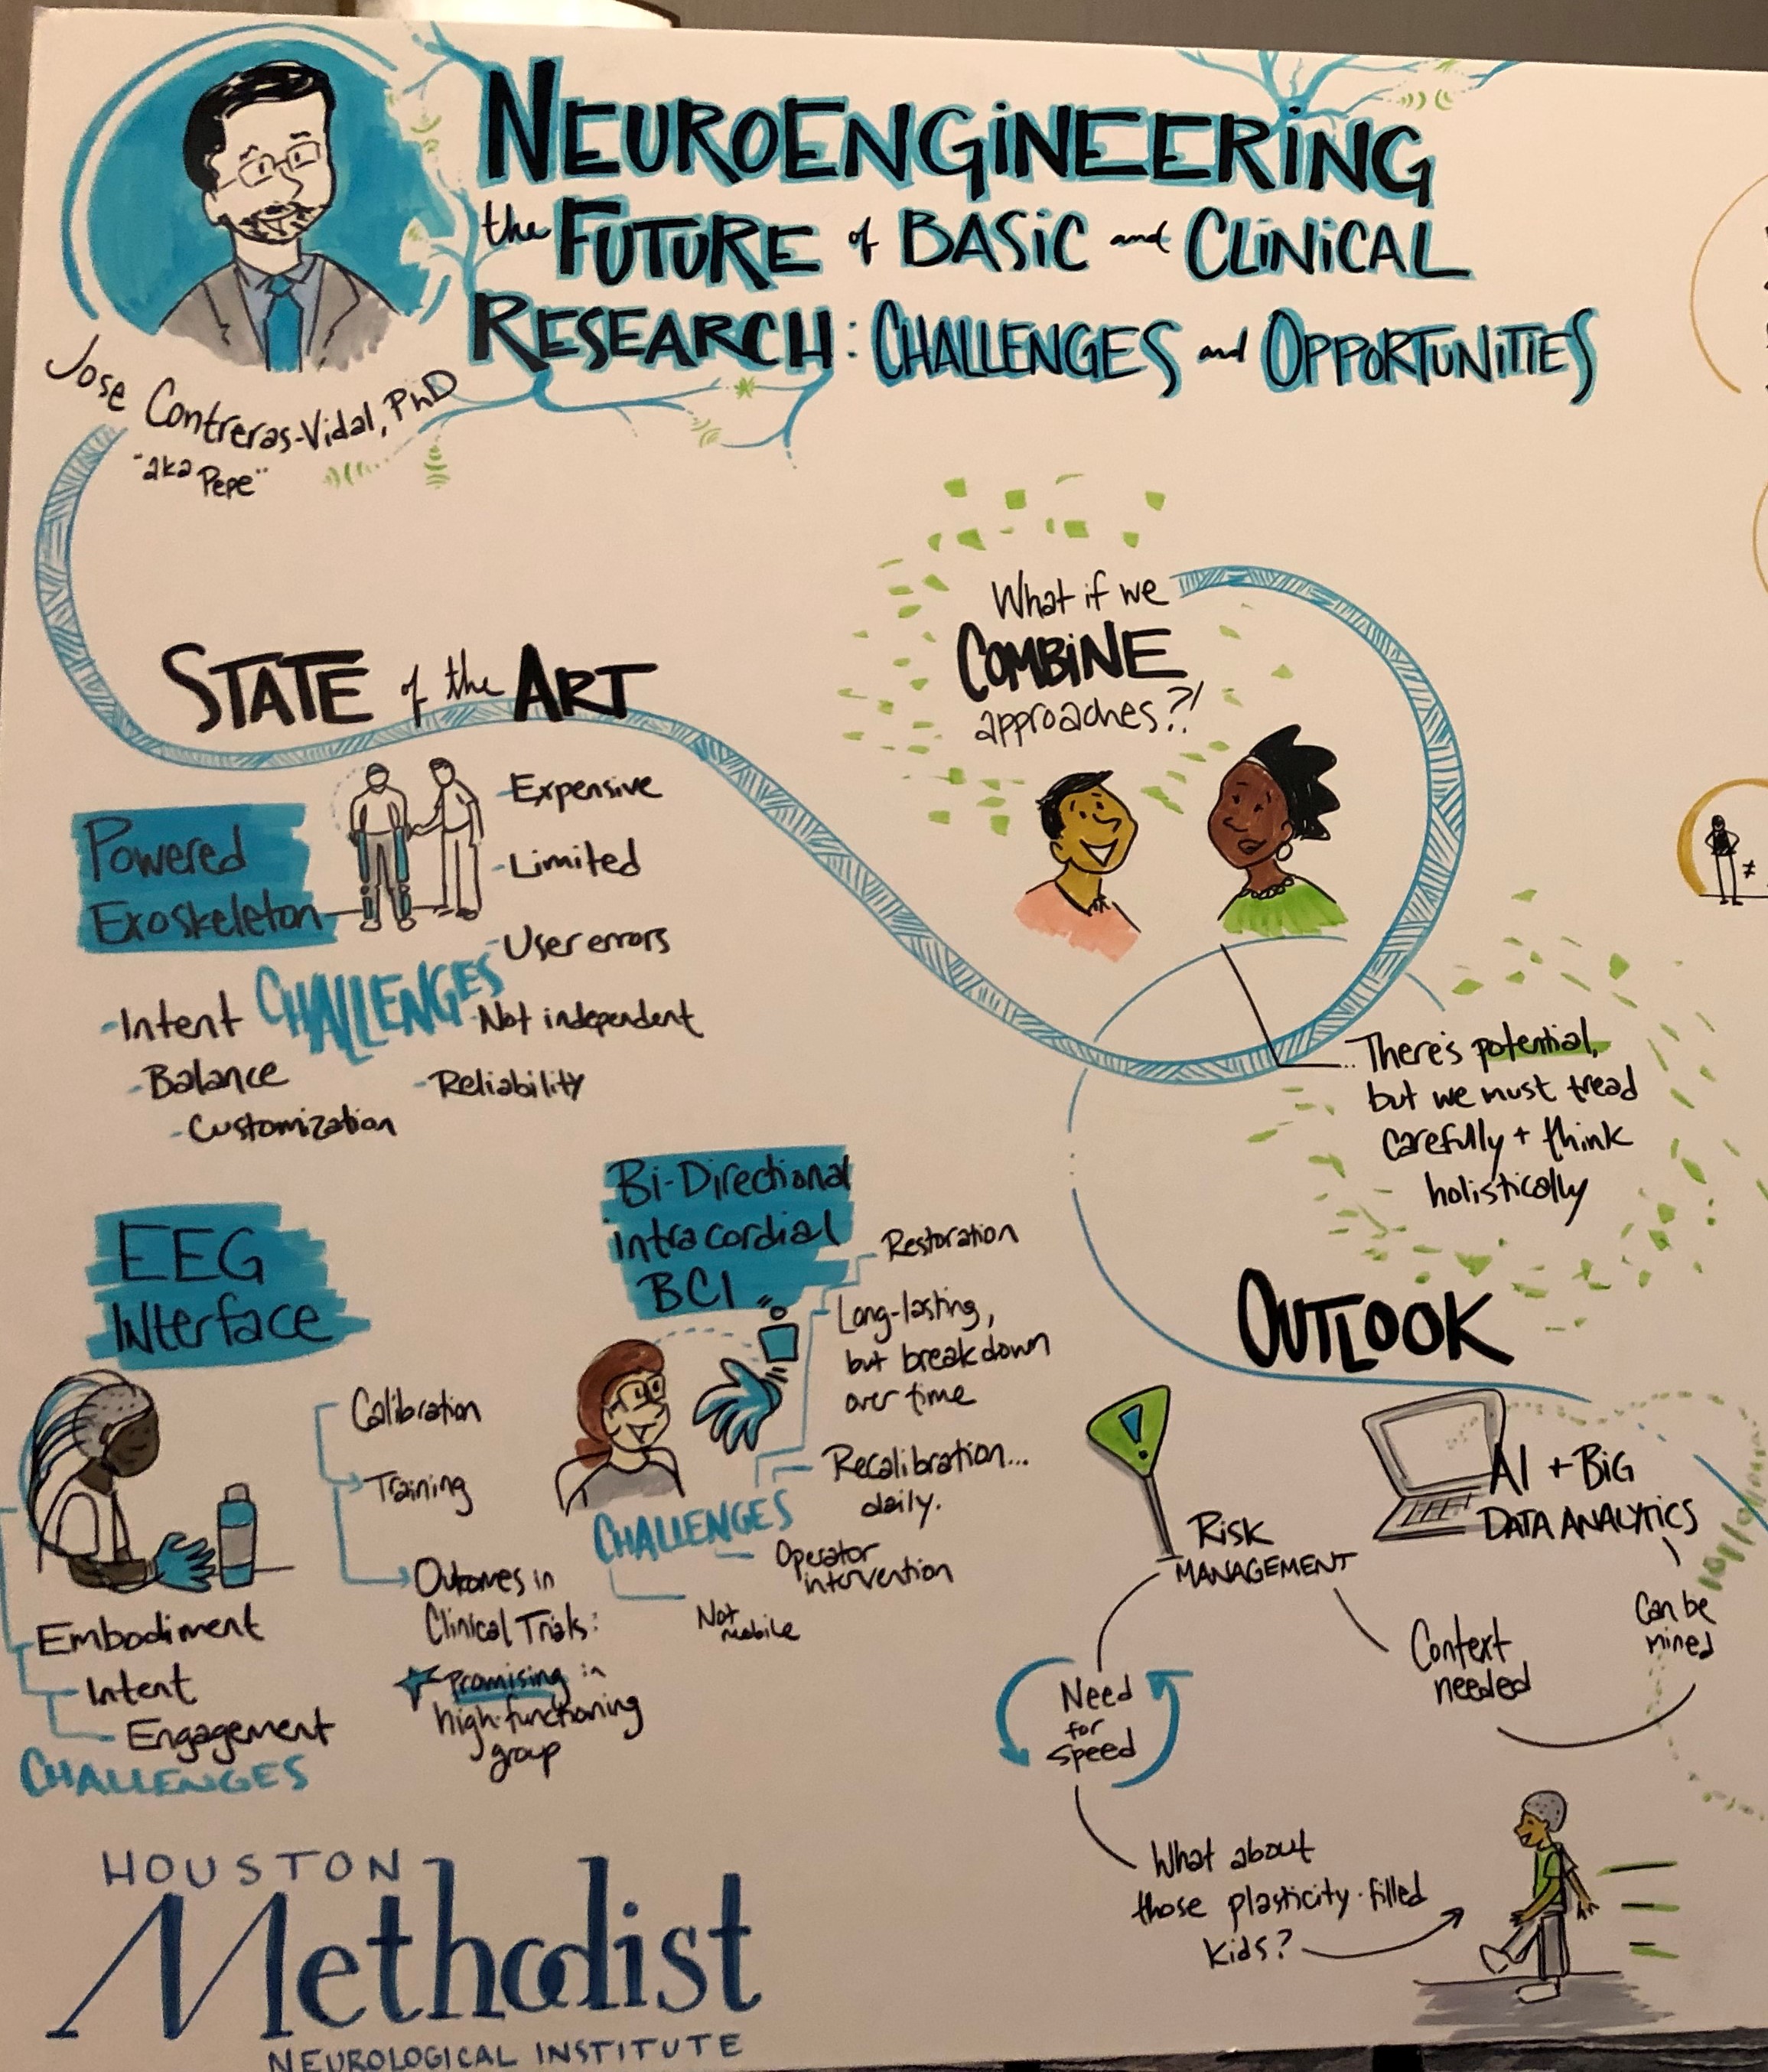 NEUROENGINEERING
the FUTURE of BASIC and CLINICAL
RESEARCH: CHALLENGES and OPPORTUNITIES
Jose Contreras-Vidal, PhD
"aka Pepe"
STATE of the ART
Powered
Exoskeleton
-Expensive
-Limited
-User errors
-Not independent
-Reliability
CHALLENGES
-Intent
-Balance
-Customization
What if we
COMBINE
approaches?!
There's potential,
but we must tread
carefully + think
holistically
EEG
INterface
Calibration
Training
Outcomes in
Clinical Trials:
Promising in
high-functioning
group
Embodiment
Intent
Engagement
CHALLENGES
Bi-Directional
intracordial
BCI
Restoration
Long-lasting,
but breakdown
over time
Recalibration...
daily.
CHALLENGES
Operator
intervention
Not
mobile
OUTLOOK
!
RISK
MANAGEMENT
AI + BIG
DATA ANALYTICS
Can be
mined
Context
needed
Need
for
speed
What about
those plasticity-filled
kids?
HOUSTON
Methodist
NEUROLOGICAL INSTITUTE
≠